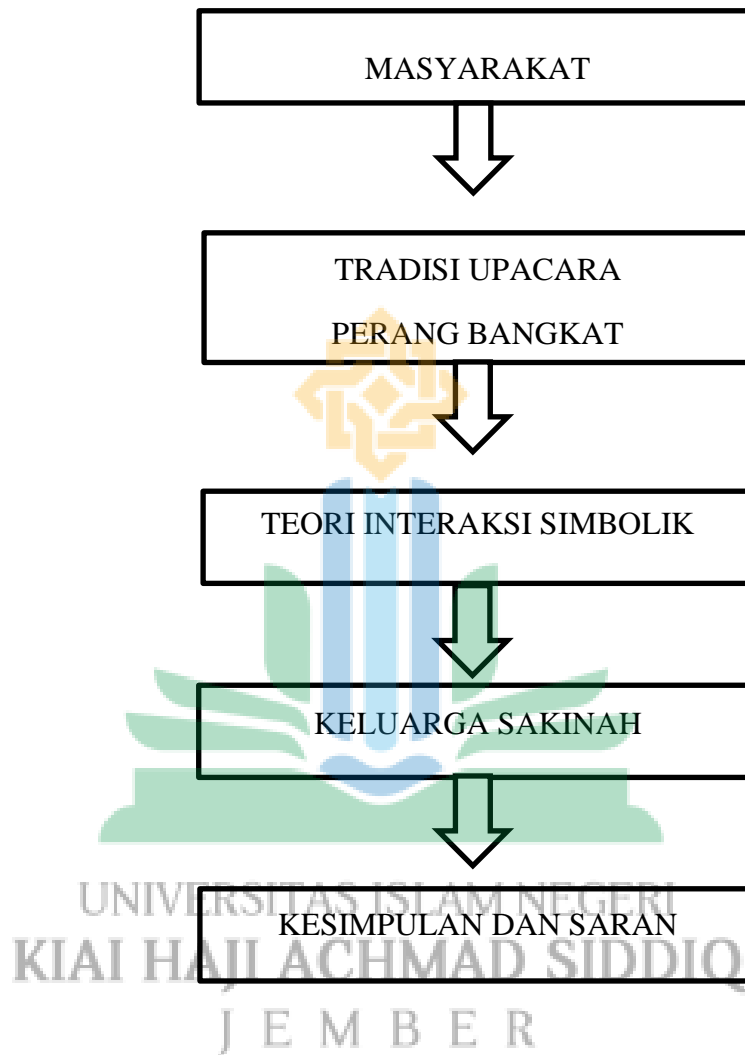 MASYARAKAT
TRADISI UPACARA
PERANG BANGKAT
TEORI INTERAKSI SIMBOLIK
KELUARGA SAKINAH
UNIVERSITAS ISLAM NEGERI
KESIMPULAN DAN SARAN
KIAI HAJI ACHMAD SIDDIQ
JEMBER